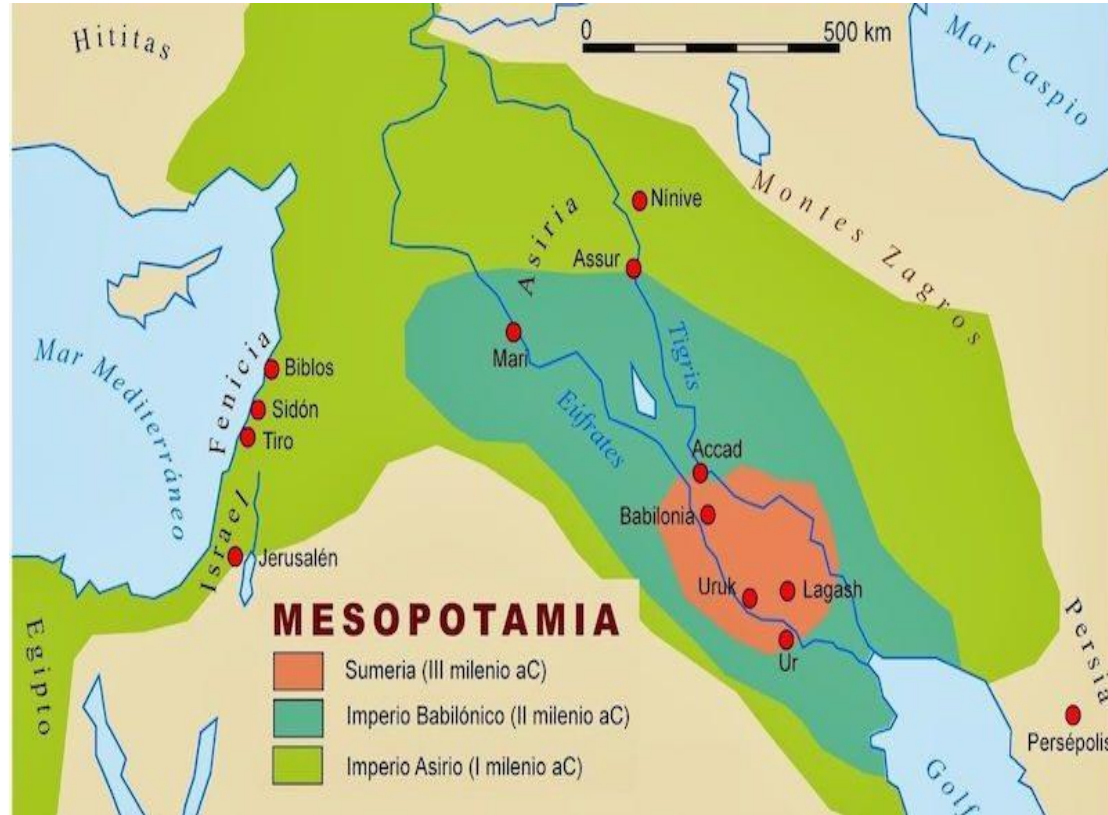 Hititas
0 500 km
Mar Caspio
Montes Zagros
Nínive
Asiria
Assur
Mari
Tigris
Eúfrates
Mar Mediterráneo
Fenicia
Biblos
Sidón
Tiro
Israel
Jerusalén
Accad
Babilonia
Uruk
Lagash
Ur
Egipto
Persia
Persépolis
Golf
MESOPOTAMIA
Sumeria (III milenio aC)
Imperio Babilónico (II milenio aC)
Imperio Asirio (I milenio aC)